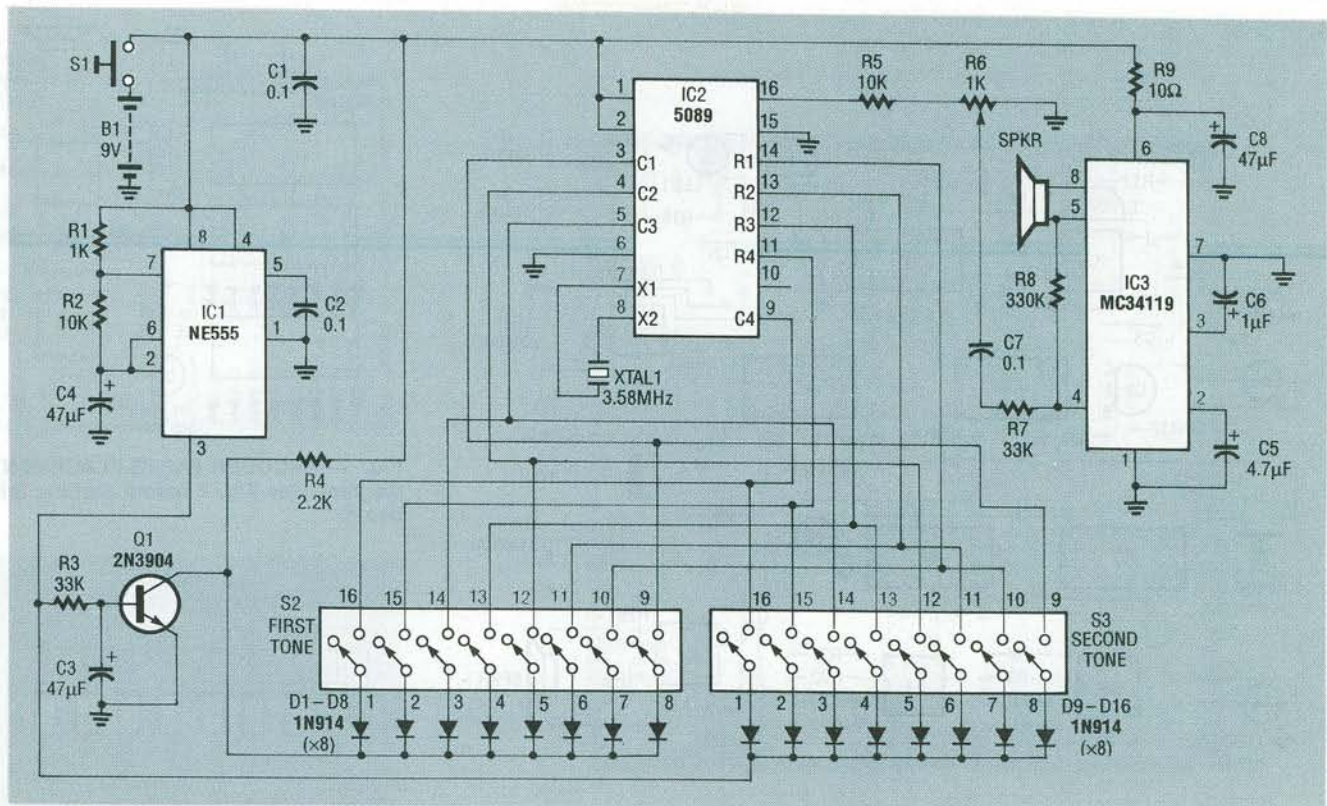 S1
B1
9V
C1
0.1
R1
1K
R2
10K
C4
47µF
+
8
4
7
5
6
2
1
3
IC1
NE555
C2
0.1
R3
33K
Q1
2N3904
C3
47µF
+
R4
2.2K
IC2
5089
1
2
3
4
5
6
7
8
C1
C2
C3
X1
X2
16
15
14
13
12
11
10
9
R1
R2
R3
R4
C4
XTAL1
3.58MHz
R5
10K
R6
1K
R9
10Ω
C8
47µF
+
SPKR
8
5
6
7
3
4
2
1
IC3
MC34119
R8
330K
C7
0.1
R7
33K
C6
1µF
+
C5
4.7µF
+
S2
FIRST
TONE
16 15 14 13 12 11 10 9
1 2 3 4 5 6 7 8
D1–D8
1N914
(×8)
S3
SECOND
TONE
16 15 14 13 12 11 10 9
1 2 3 4 5 6 7 8
D9–D16
1N914
(×8)